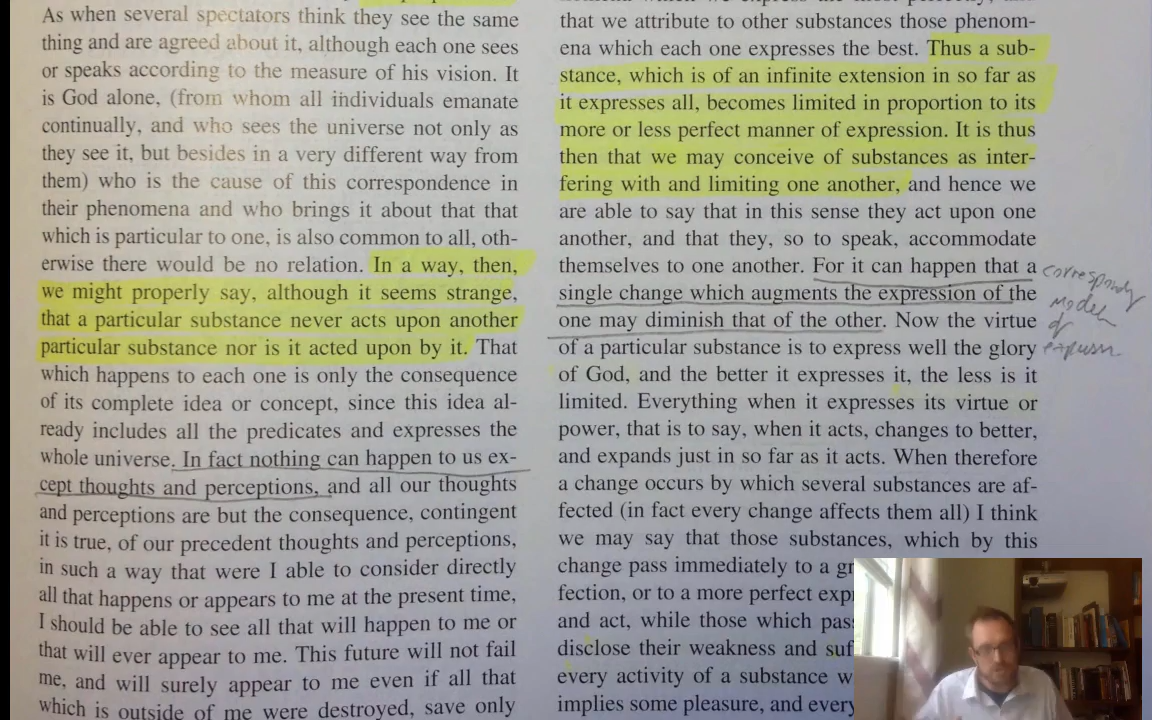 As when several spectators think they see the same
thing and are agreed about it, although each one sees
or speaks according to the measure of his vision. It
is God alone, (from whom all individuals emanate
continually, and who sees the universe not only as
they see it, but besides in a very different way from
them) who is the cause of this correspondence in
their phenomena and who brings it about that that
which is particular to one, is also common to all, oth-
erwise there would be no relation. In a way, then,
we might properly say, although it seems strange,
that a particular substance never acts upon another
particular substance nor is it acted upon by it. That
which happens to each one is only the consequence
of its complete idea or concept, since this idea al-
ready includes all the predicates and expresses the
whole universe. In fact nothing can happen to us ex-
cept thoughts and perceptions, and all our thoughts
and perceptions are but the consequence, contingent
it is true, of our precedent thoughts and perceptions,
in such a way that were I able to consider directly
all that happens or appears to me at the present time,
I should be able to see all that will happen to me or
that will ever appear to me. This future will not fail
me, and will surely appear to me even if all that
which is outside of me were destroyed, save only
that we attribute to other substances those phenom-
ena which each one expresses the best. Thus a sub-
stance, which is of an infinite extension in so far as
it expresses all, becomes limited in proportion to its
more or less perfect manner of expression. It is thus
then that we may conceive of substances as inter-
fering with and limiting one another, and hence we
are able to say that in this sense they act upon one
another, and that they, so to speak, accommodate
themselves to one another. For it can happen that a
single change which augments the expression of the
one may diminish that of the other. Now the virtue
of a particular substance is to express well the glory
of God, and the better it expresses it, the less is it
limited. Everything when it expresses its virtue or
power, that is to say, when it acts, changes to better,
and expands just in so far as it acts. When therefore
a change occurs by which several substances are af-
fected (in fact every change affects them all) I think
we may say that those substances, which by this
change pass immediately to a gr
fection, or to a more perfect exp
and act, while those which pas
disclose their weakness and suf
every activity of a substance w
implies some pleasure, and every
of